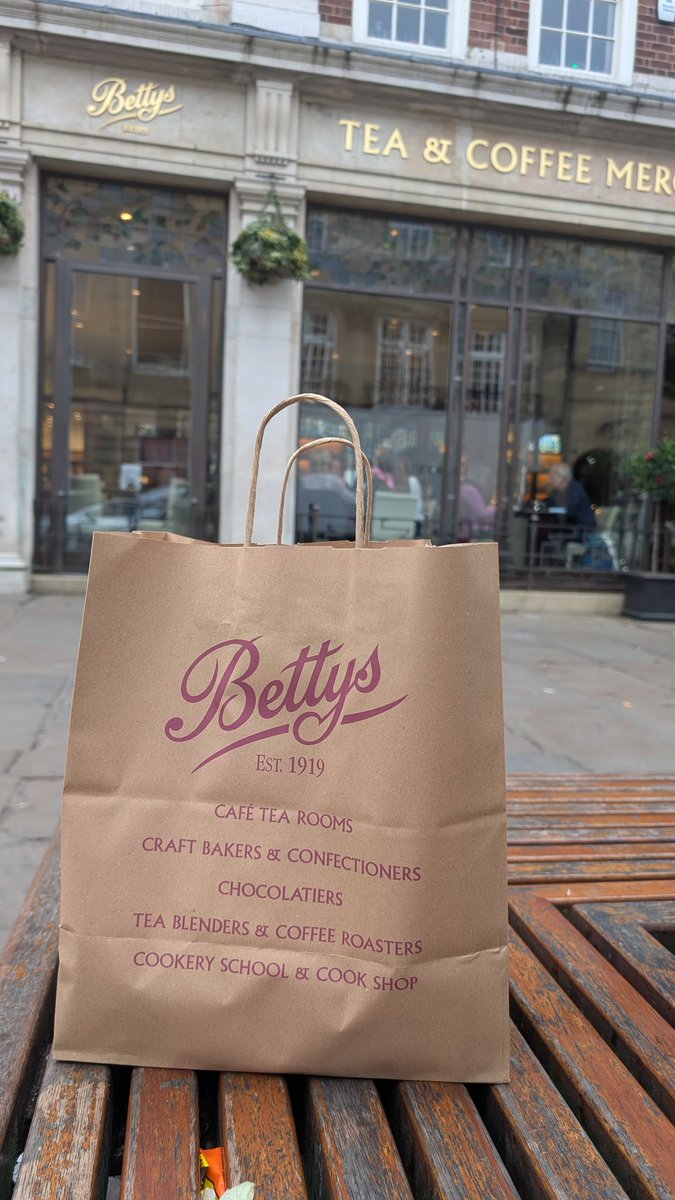 Bettys
TEA & COFFEE MERC
Bettys
EST. 1919
CAFÉ TEA ROOMS
CRAFT BAKERS & CONFECTIONERS
CHOCOLATIERS
TEA BLENDERS & COFFEE ROASTERS
COOKERY SCHOOL & COOK SHOP